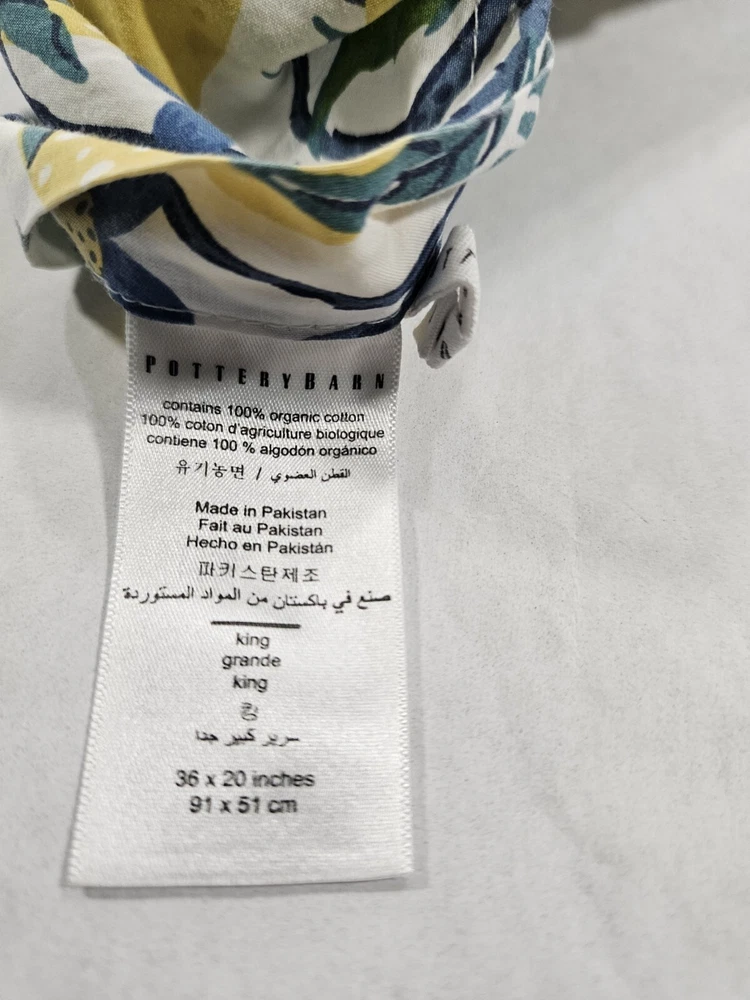 POTTERYBARN
contains 100% organic cotton
100% coton d'agriculture biologique
contiene 100 % algodón orgánico
유기농면 / القطن العضوي
Made in Pakistan
Fait au Pakistan
Hecho en Pakistán
파키스탄제조
صنع في باكستان من المواد المستوردة
king
grande
king
킹
سرير كبير جدا
36 x 20 inches
91 x 51 cm